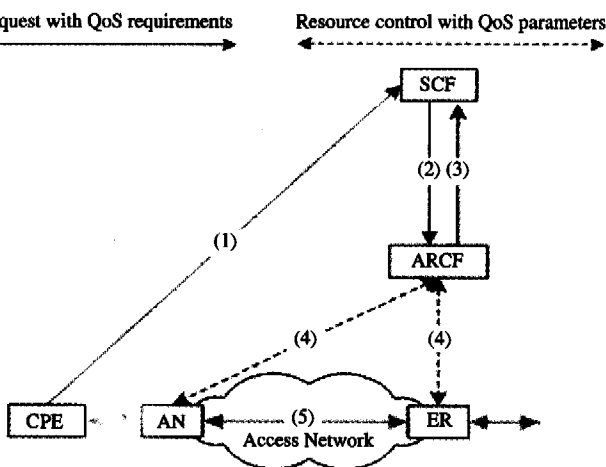 quest with QoS requirements
Resource control with QoS parameters
SCF
(2) (3)
(1)
ARCF
(4) (4)
CPE
AN
(5)
ER
Access Network